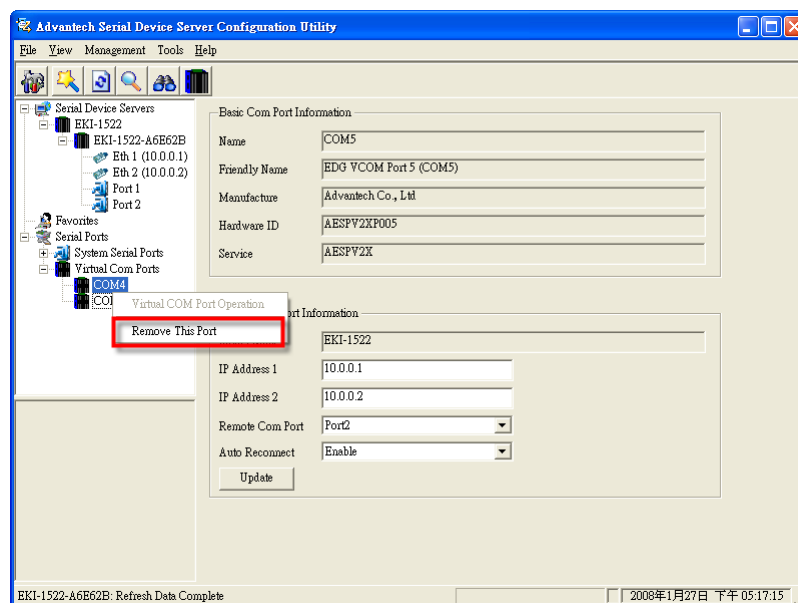 Advantech Serial Device Server Configuration Utility
File View Management Tools Help
Serial Device Servers
EKI-1522
EKI-1522-A6E62B
Eth 1 (10.0.0.1)
Eth 2 (10.0.0.2)
Port 1
Port 2
Favorites
Serial Ports
System Serial Ports
Virtual Com Ports
COM4
Virtual COM Port Operation
Remove This Port
Basic Com Port Information
Name COM5
Friendly Name EDG VCOM Port 5 (COM5)
Manufacture Advantech Co., Ltd
Hardware ID AESPV2XP005
Service AESPV2X
Information
EKI-1522
IP Address 1 10.0.0.1
IP Address 2 10.0.0.2
Remote Com Port Port2
Auto Reconnect Enable
Update
EKI-1522-A6E62B: Refresh Data Complete
2008年1月27日 下午 05:17:15